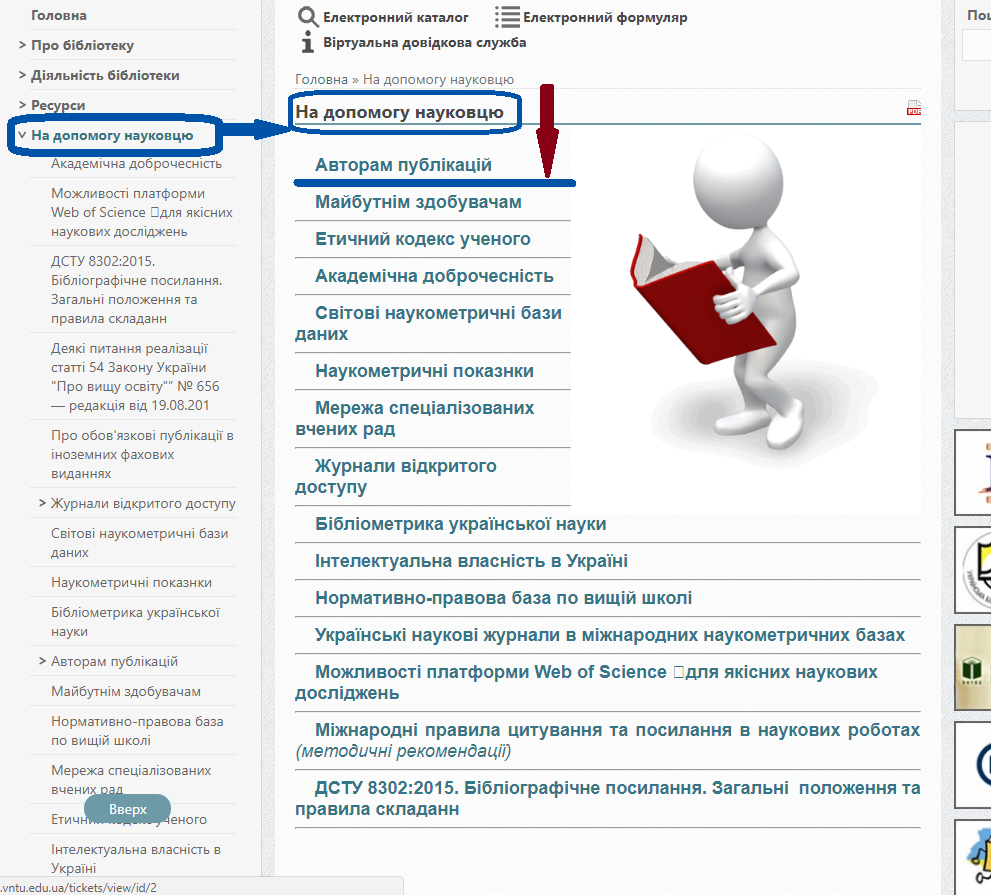 Головна
> Про бібліотеку
> Діяльність бібліотеки
> Ресурси
На допомогу науковцю
Академічна доброчесність
Можливості платформи
Web of Science для якісних
наукових досліджень
ДСТУ 8302:2015.
Бібліографічне посилання.
Загальні положення та
правила складанн
Деякі питання реалізації
статті 54 Закону України
"Про вищу освіту"" № 656
— редакція від 19.08.201
Про обов'язкові публікації в
іноземних фахових
виданнях
> Журнали відкритого доступу
Світові наукометричні бази
даних
Наукометричні показнки
Бібліометрика української
науки
> Авторам публікацій
Майбутнім здобувачам
Нормативно-правова база
по вищій школі
Мережа спеціалізованих
вчених рад
Вверх
Етичний кодекс ученого
Інтелектуальна власність в
Україні
.vntu.edu.ua/tickets/view/id/2
Електронний каталог
Електронний формуляр
Віртуальна довідкова служба
Головна » На допомогу науковцю
На допомогу науковцю
PDF
Авторам публікацій
Майбутнім здобувачам
Етичний кодекс ученого
Академічна доброчесність
Світові наукометричні бази
даних
Наукометричні показнки
Мережа спеціалізованих
вчених рад
Журнали відкритого
доступу
Бібліометрика української науки
Інтелектуальна власність в Україні
Нормативно-правова база по вищій школі
Українські наукові журнали в міжнародних наукометричних базах
Можливості платформи Web of Science для якісних наукових
досліджень
Міжнародні правила цитування та посилання в наукових роботах
(методичні рекомендації)
ДСТУ 8302:2015. Бібліографічне посилання. Загальні положення та
правила складанн